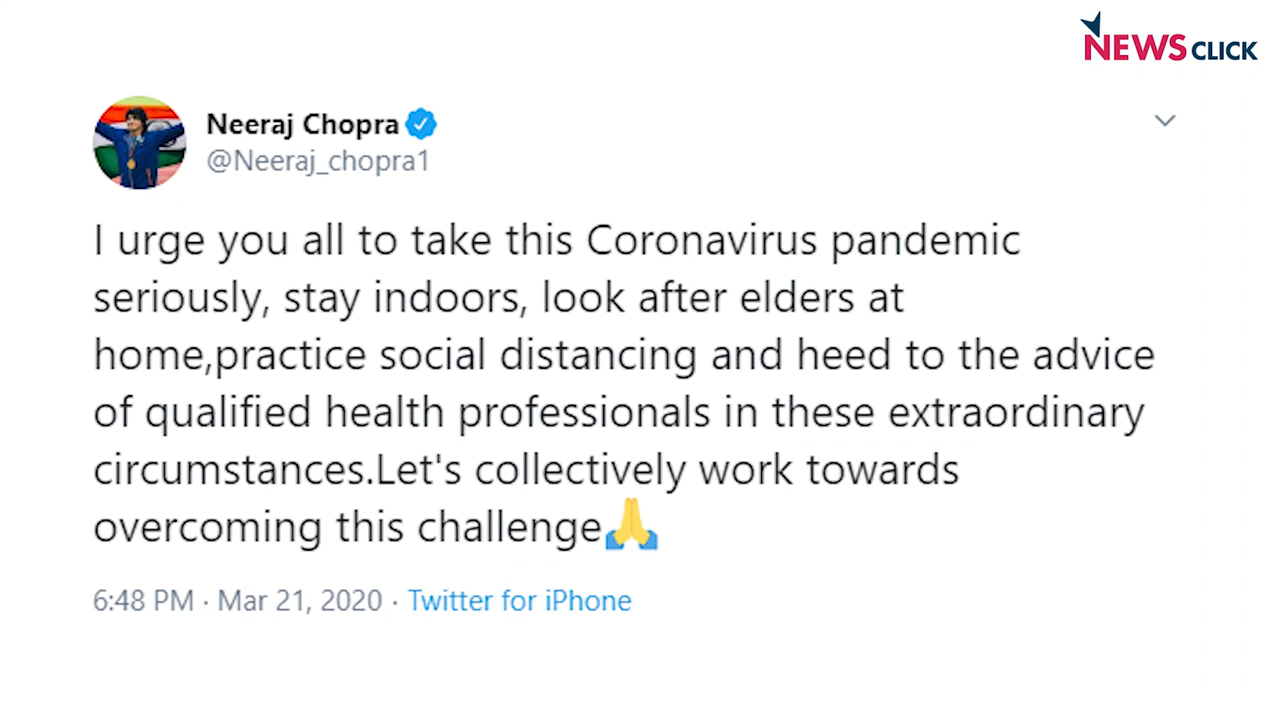 NEWSCLICK
Neeraj Chopra
@Neeraj_chopra1
I urge you all to take this Coronavirus pandemic
seriously, stay indoors, look after elders at
home,practice social distancing and heed to the advice
of qualified health professionals in these extraordinary
circumstances.Let's collectively work towards
overcoming this challenge🙏
6:48 PM · Mar 21, 2020 · Twitter for iPhone